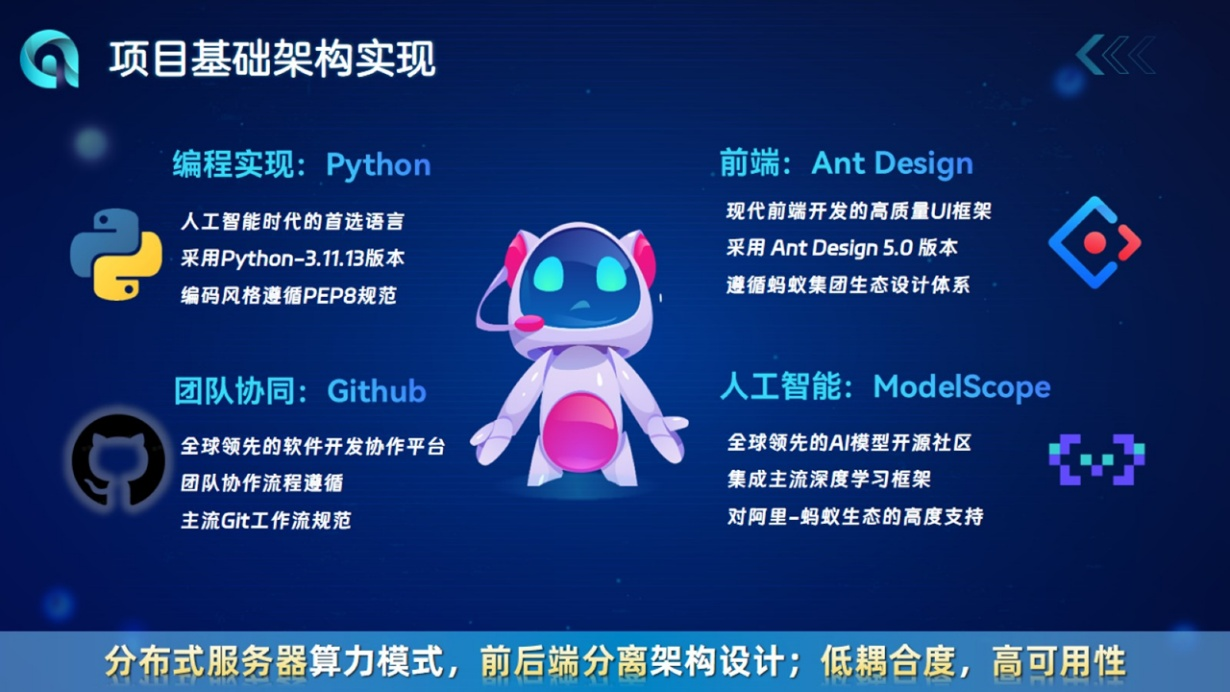 项目基础架构实现
编程实现：Python
人工智能时代的首选语言
采用Python-3.11.13版本
编码风格遵循PEP8规范
前端：Ant Design
现代前端开发的高质量UI框架
采用 Ant Design 5.0 版本
遵循蚂蚁集团生态设计体系
团队协同：Github
全球领先的软件开发协作平台
团队协作流程遵循
主流Git工作流规范
人工智能：ModelScope
全球领先的AI模型开源社区
集成主流深度学习框架
对阿里-蚂蚁生态的高度支持
分布式服务器算力模式，前后端分离架构设计；低耦合度，高可用性